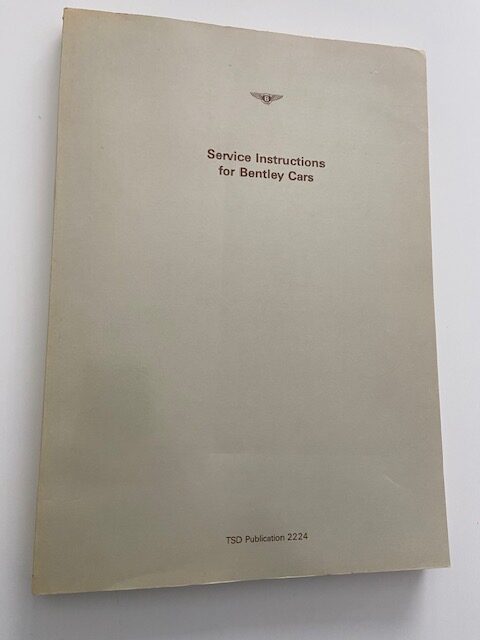 B
Service Instructions
for Bentley Cars
TSD Publication 2224